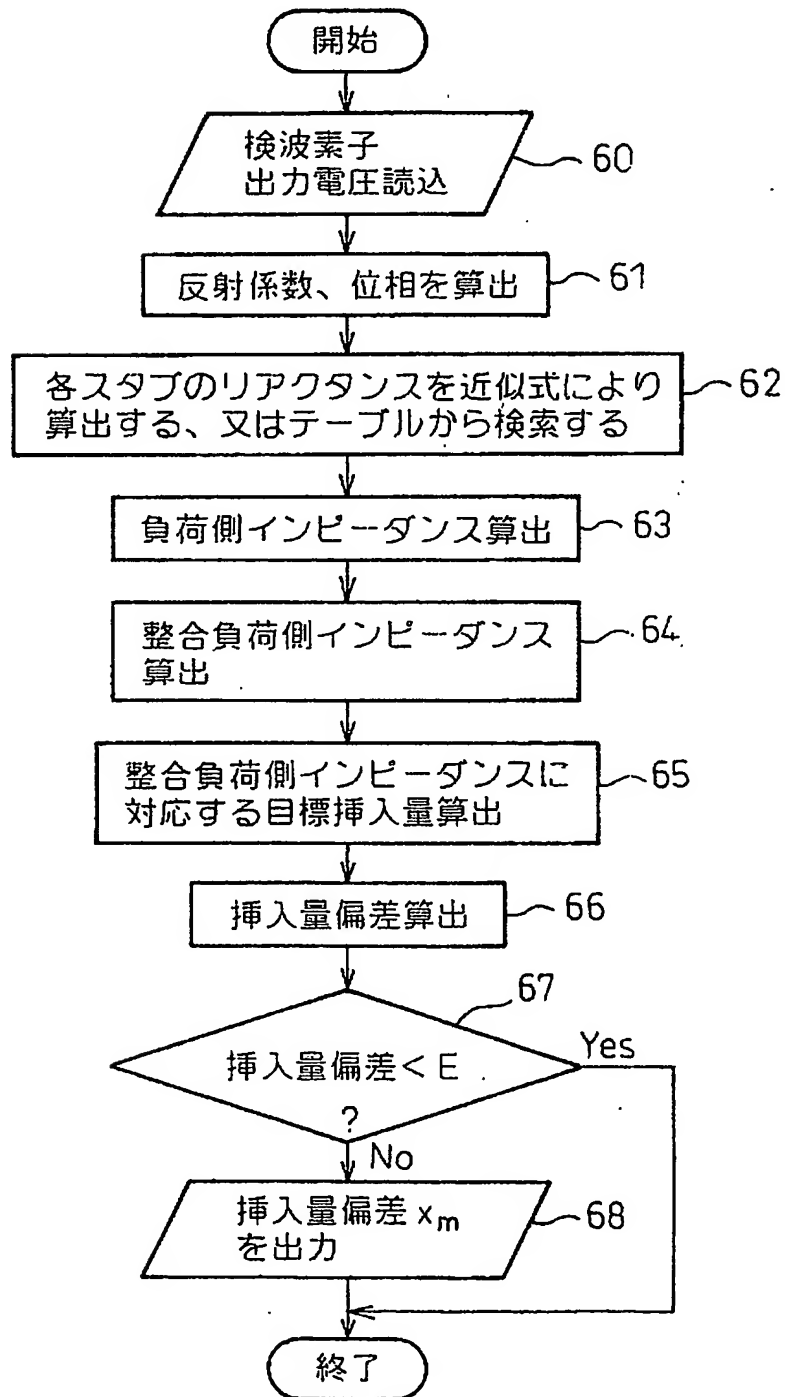 開始
検波素子
出力電圧読込
60
反射係数、位相を算出
61
各スタブのリアクタンスを近似式により
算出する、又はテーブルから検索する
62
負荷側インピーダンス算出
63
整合負荷側インピーダンス
算出
64
整合負荷側インピーダンスに
対応する目標挿入量算出
65
挿入量偏差算出
66
67
挿入量偏差<E
?
Yes
No
挿入量偏差 xm
を出力
68
終了